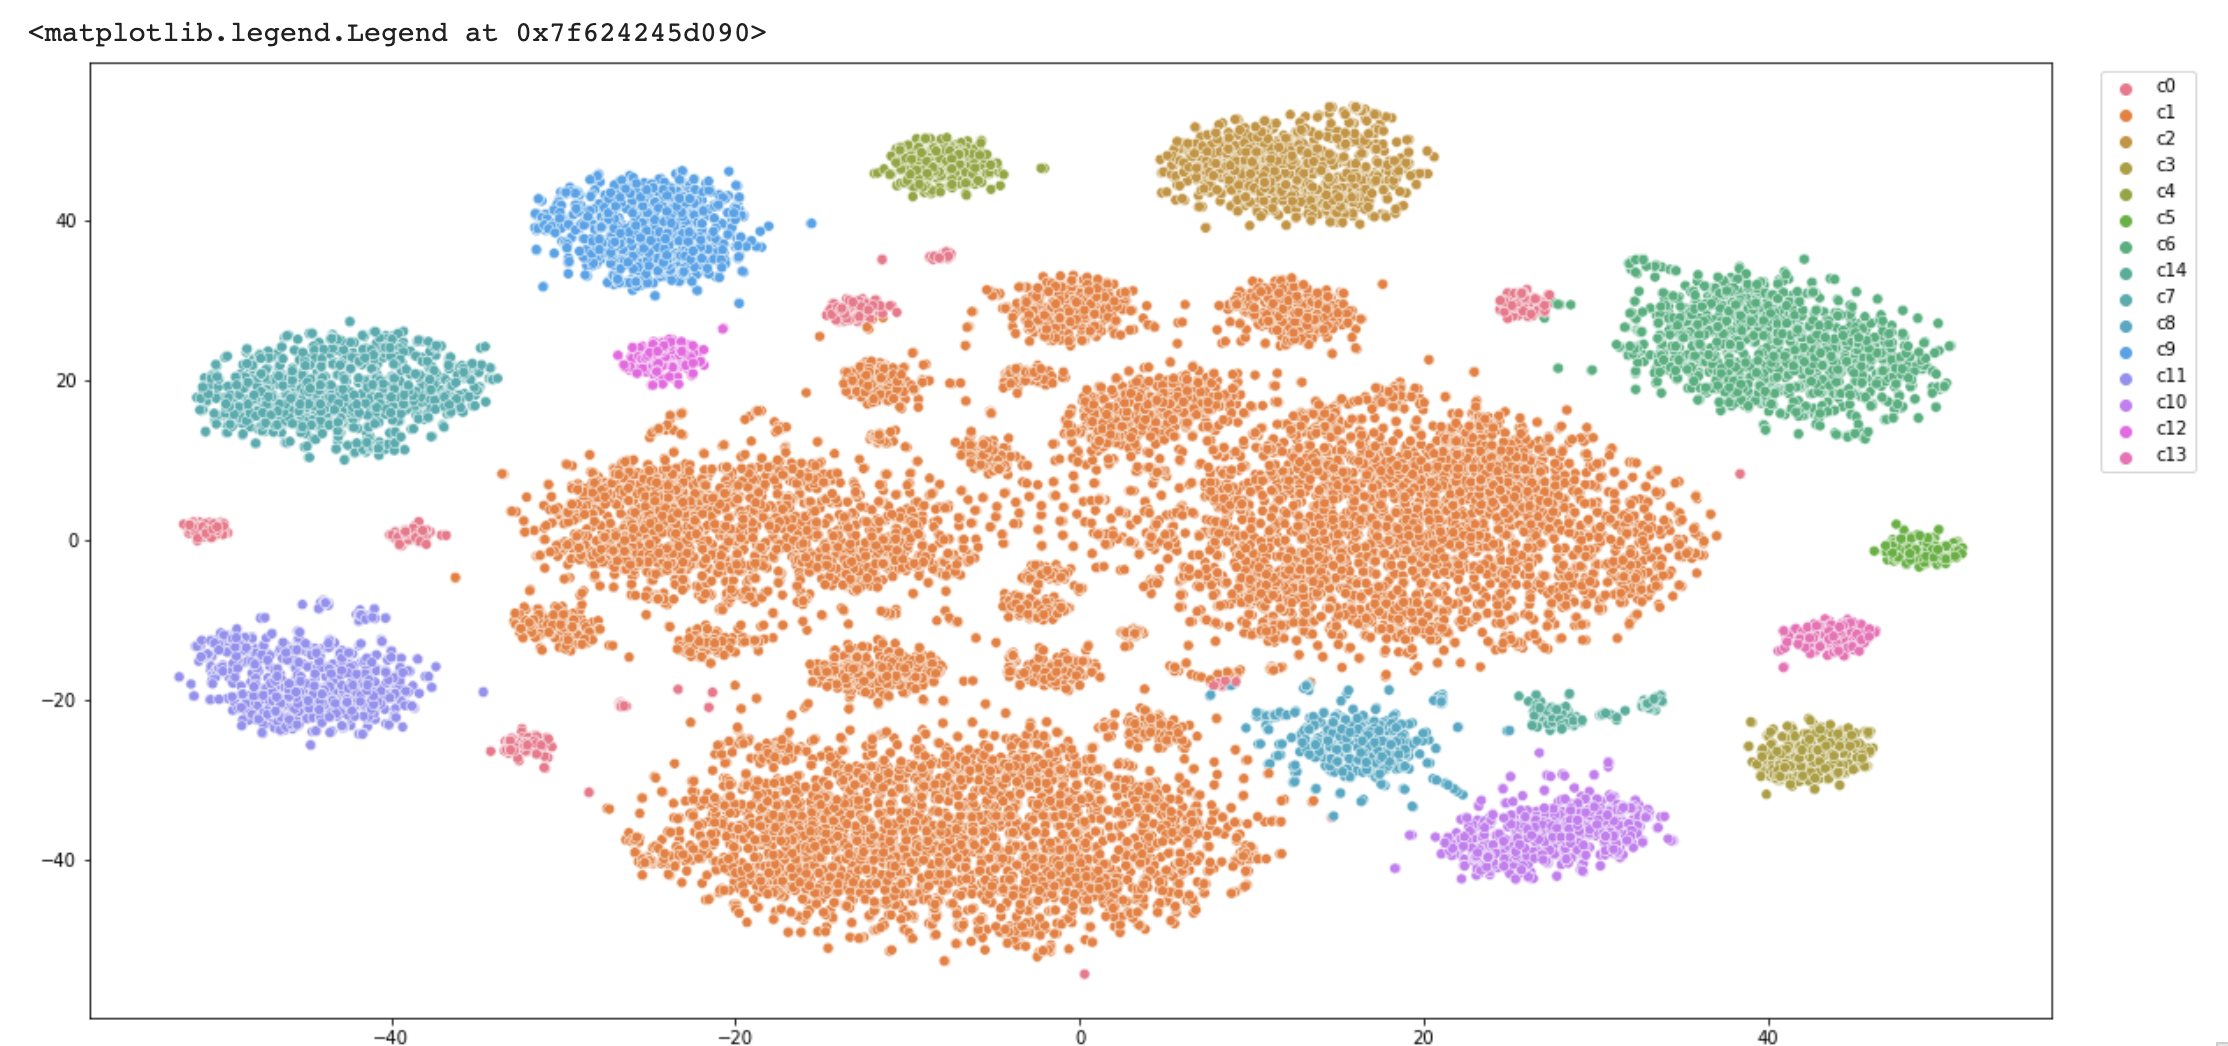 <matplotlib.legend.Legend at 0x7f624245d090>
40
20
0
−20
−40
−40
−20
0
20
40
c0
c1
c2
c3
c4
c5
c6
c14
c7
c8
c9
c11
c10
c12
c13